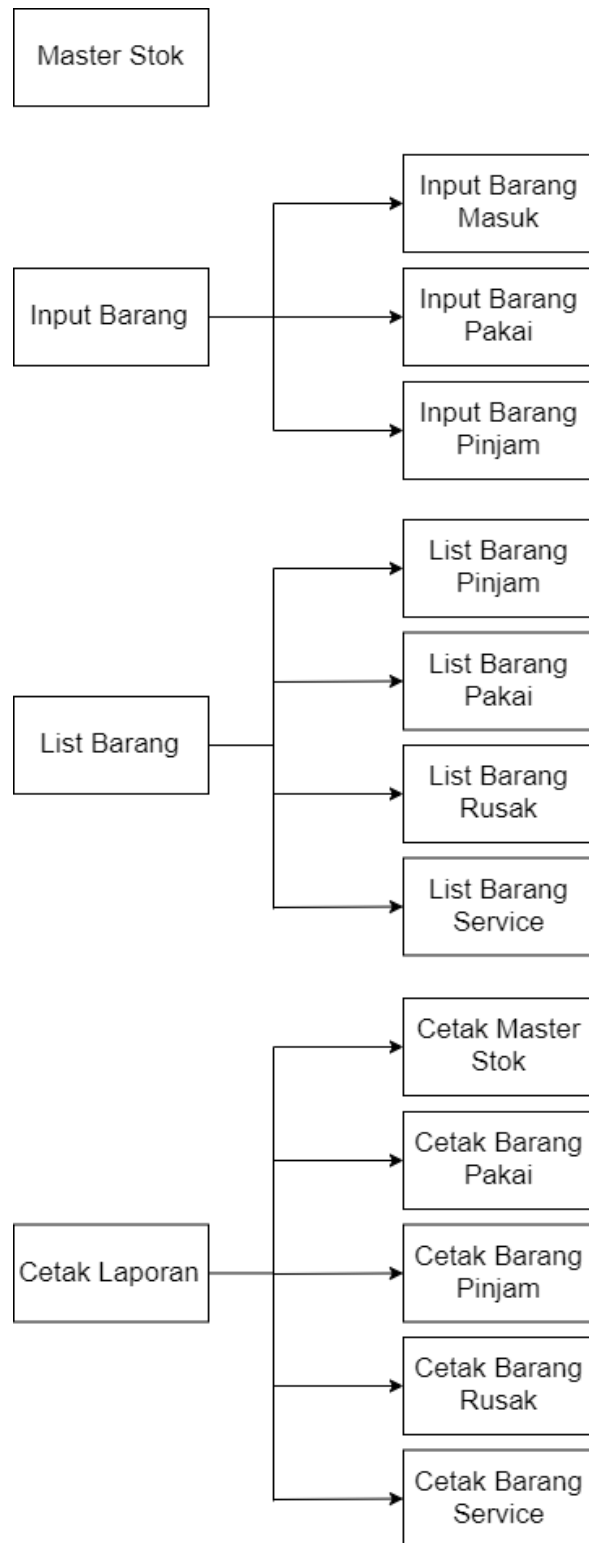 Master Stok
Input Barang
Input Barang
Masuk
Input Barang
Pakai
Input Barang
Pinjam
List Barang
List Barang
Pinjam
List Barang
Pakai
List Barang
Rusak
List Barang
Service
Cetak Laporan
Cetak Master
Stok
Cetak Barang
Pakai
Cetak Barang
Pinjam
Cetak Barang
Rusak
Cetak Barang
Service